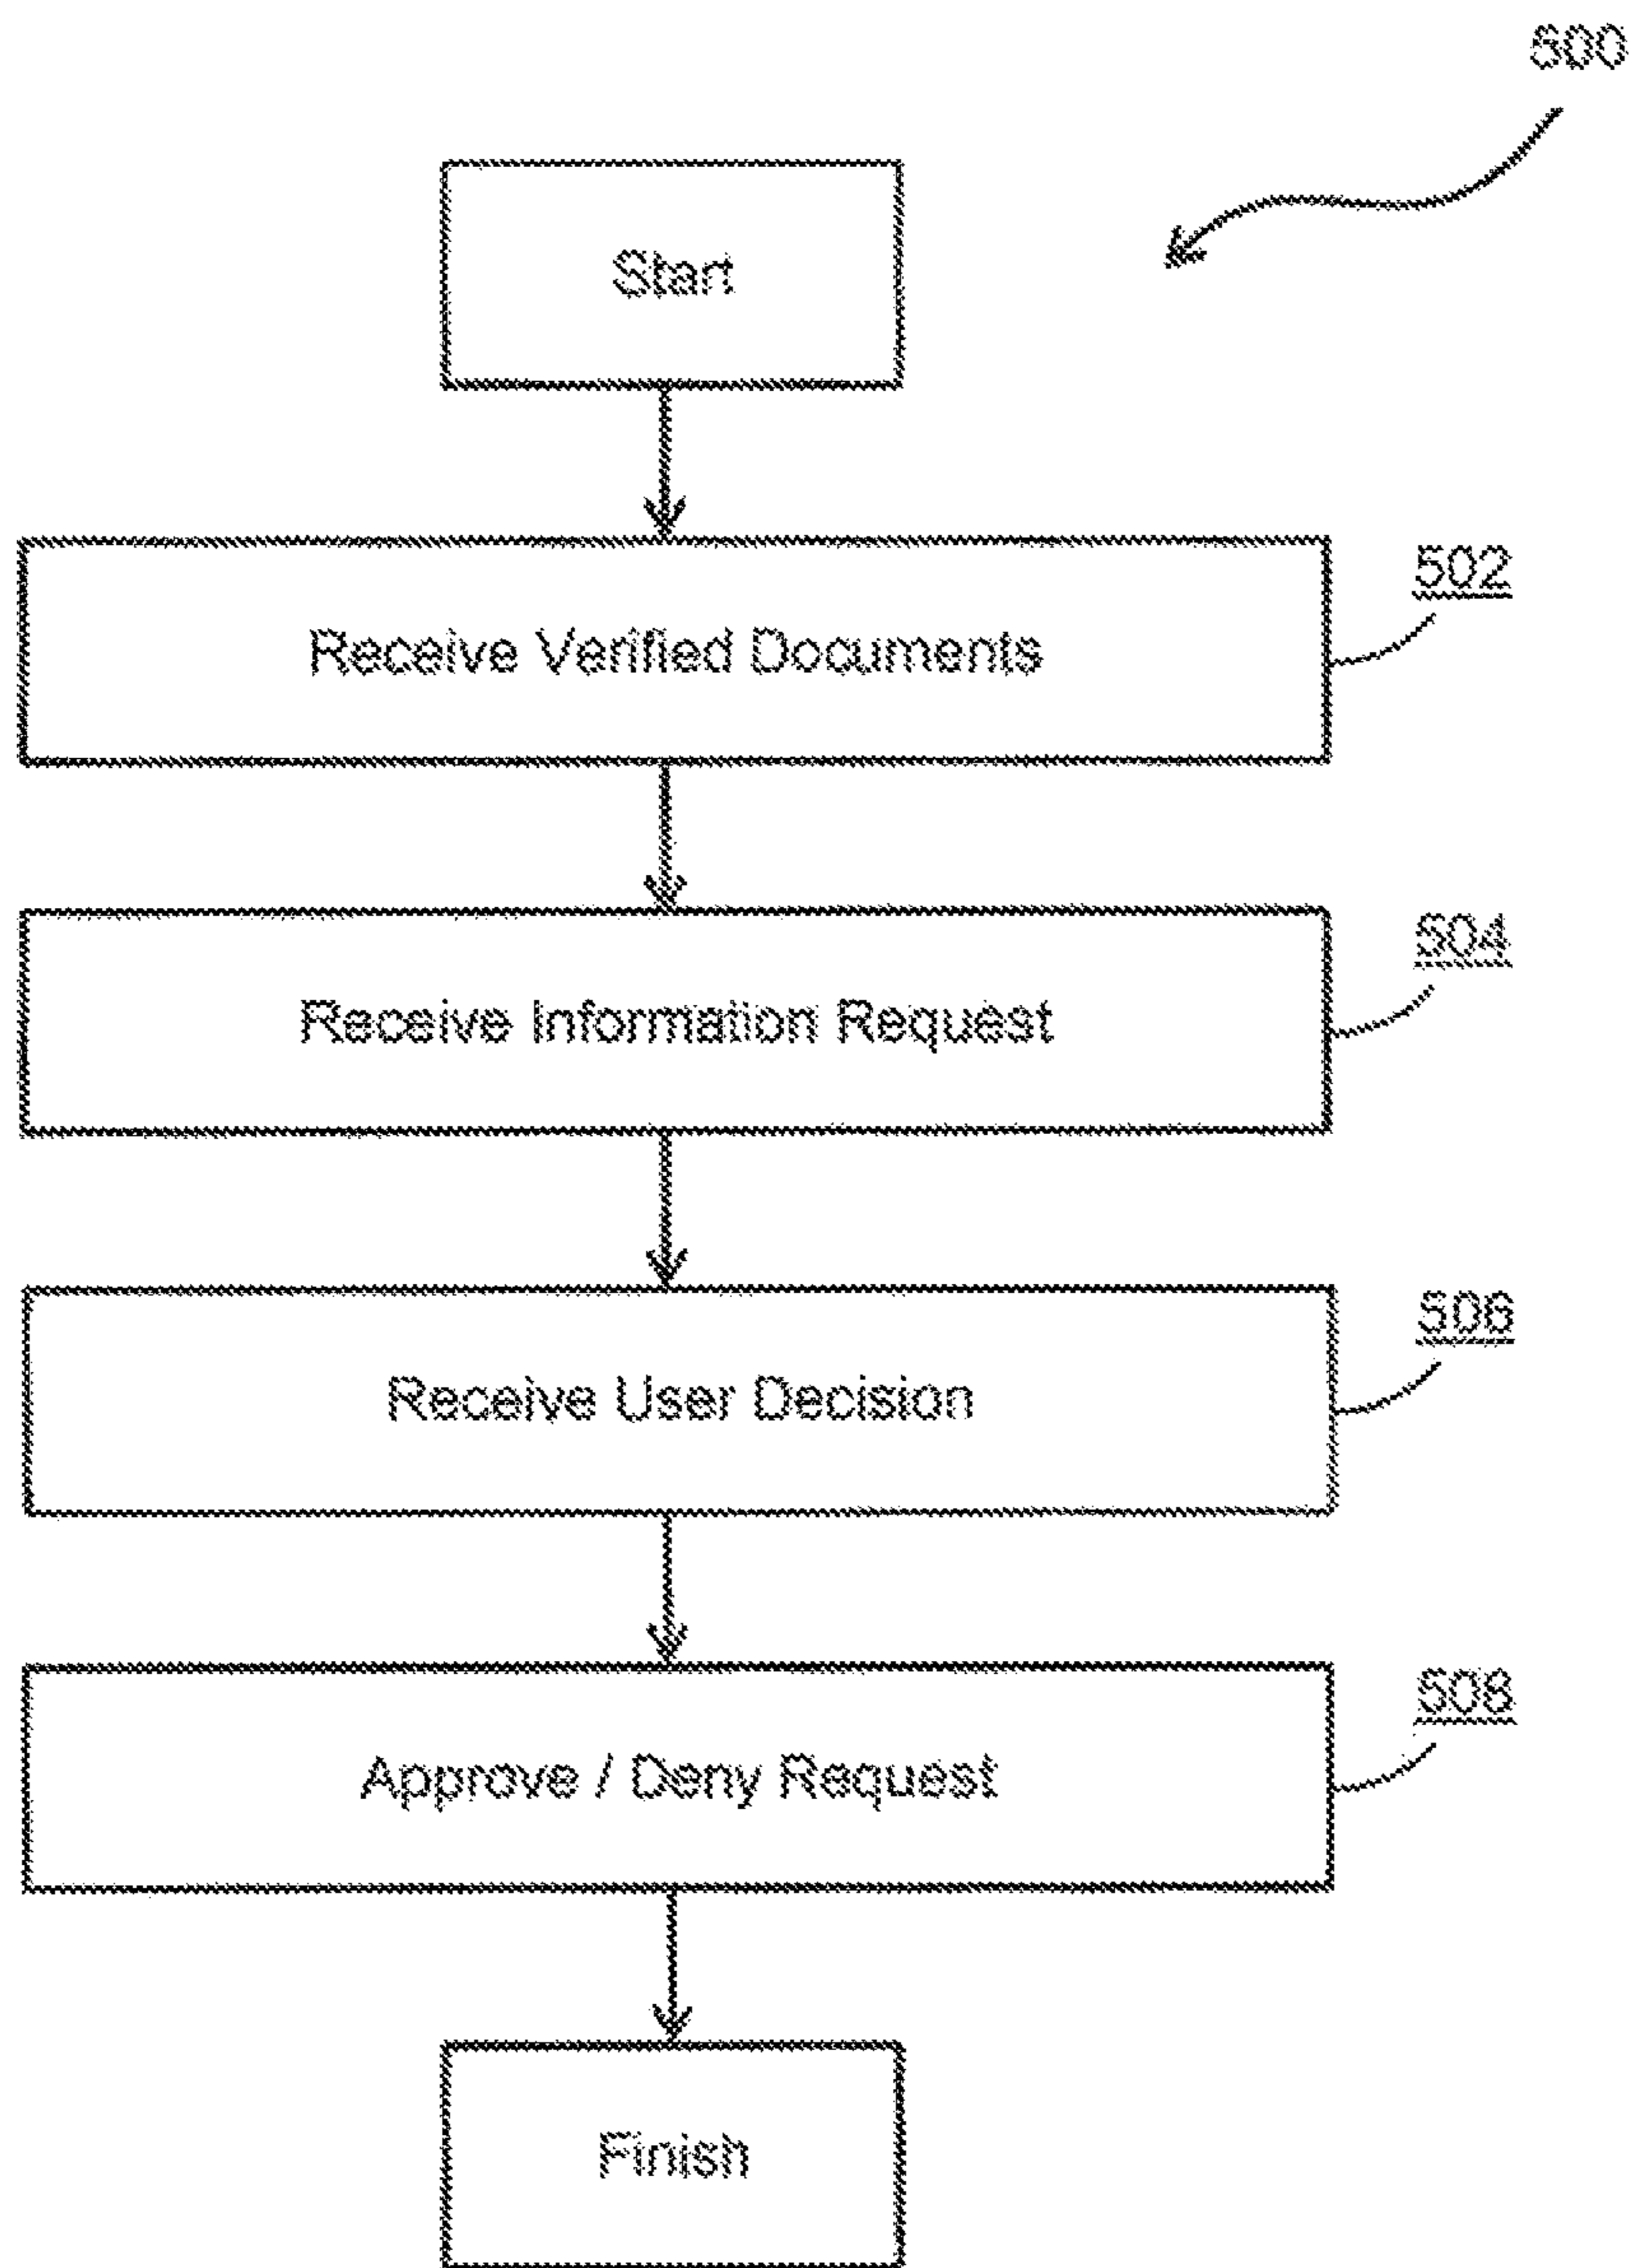 500
Start
Receive Verified Documents
502
Receive Information Request
504
Receive User Decision
506
Approve / Deny Request
508
Finish